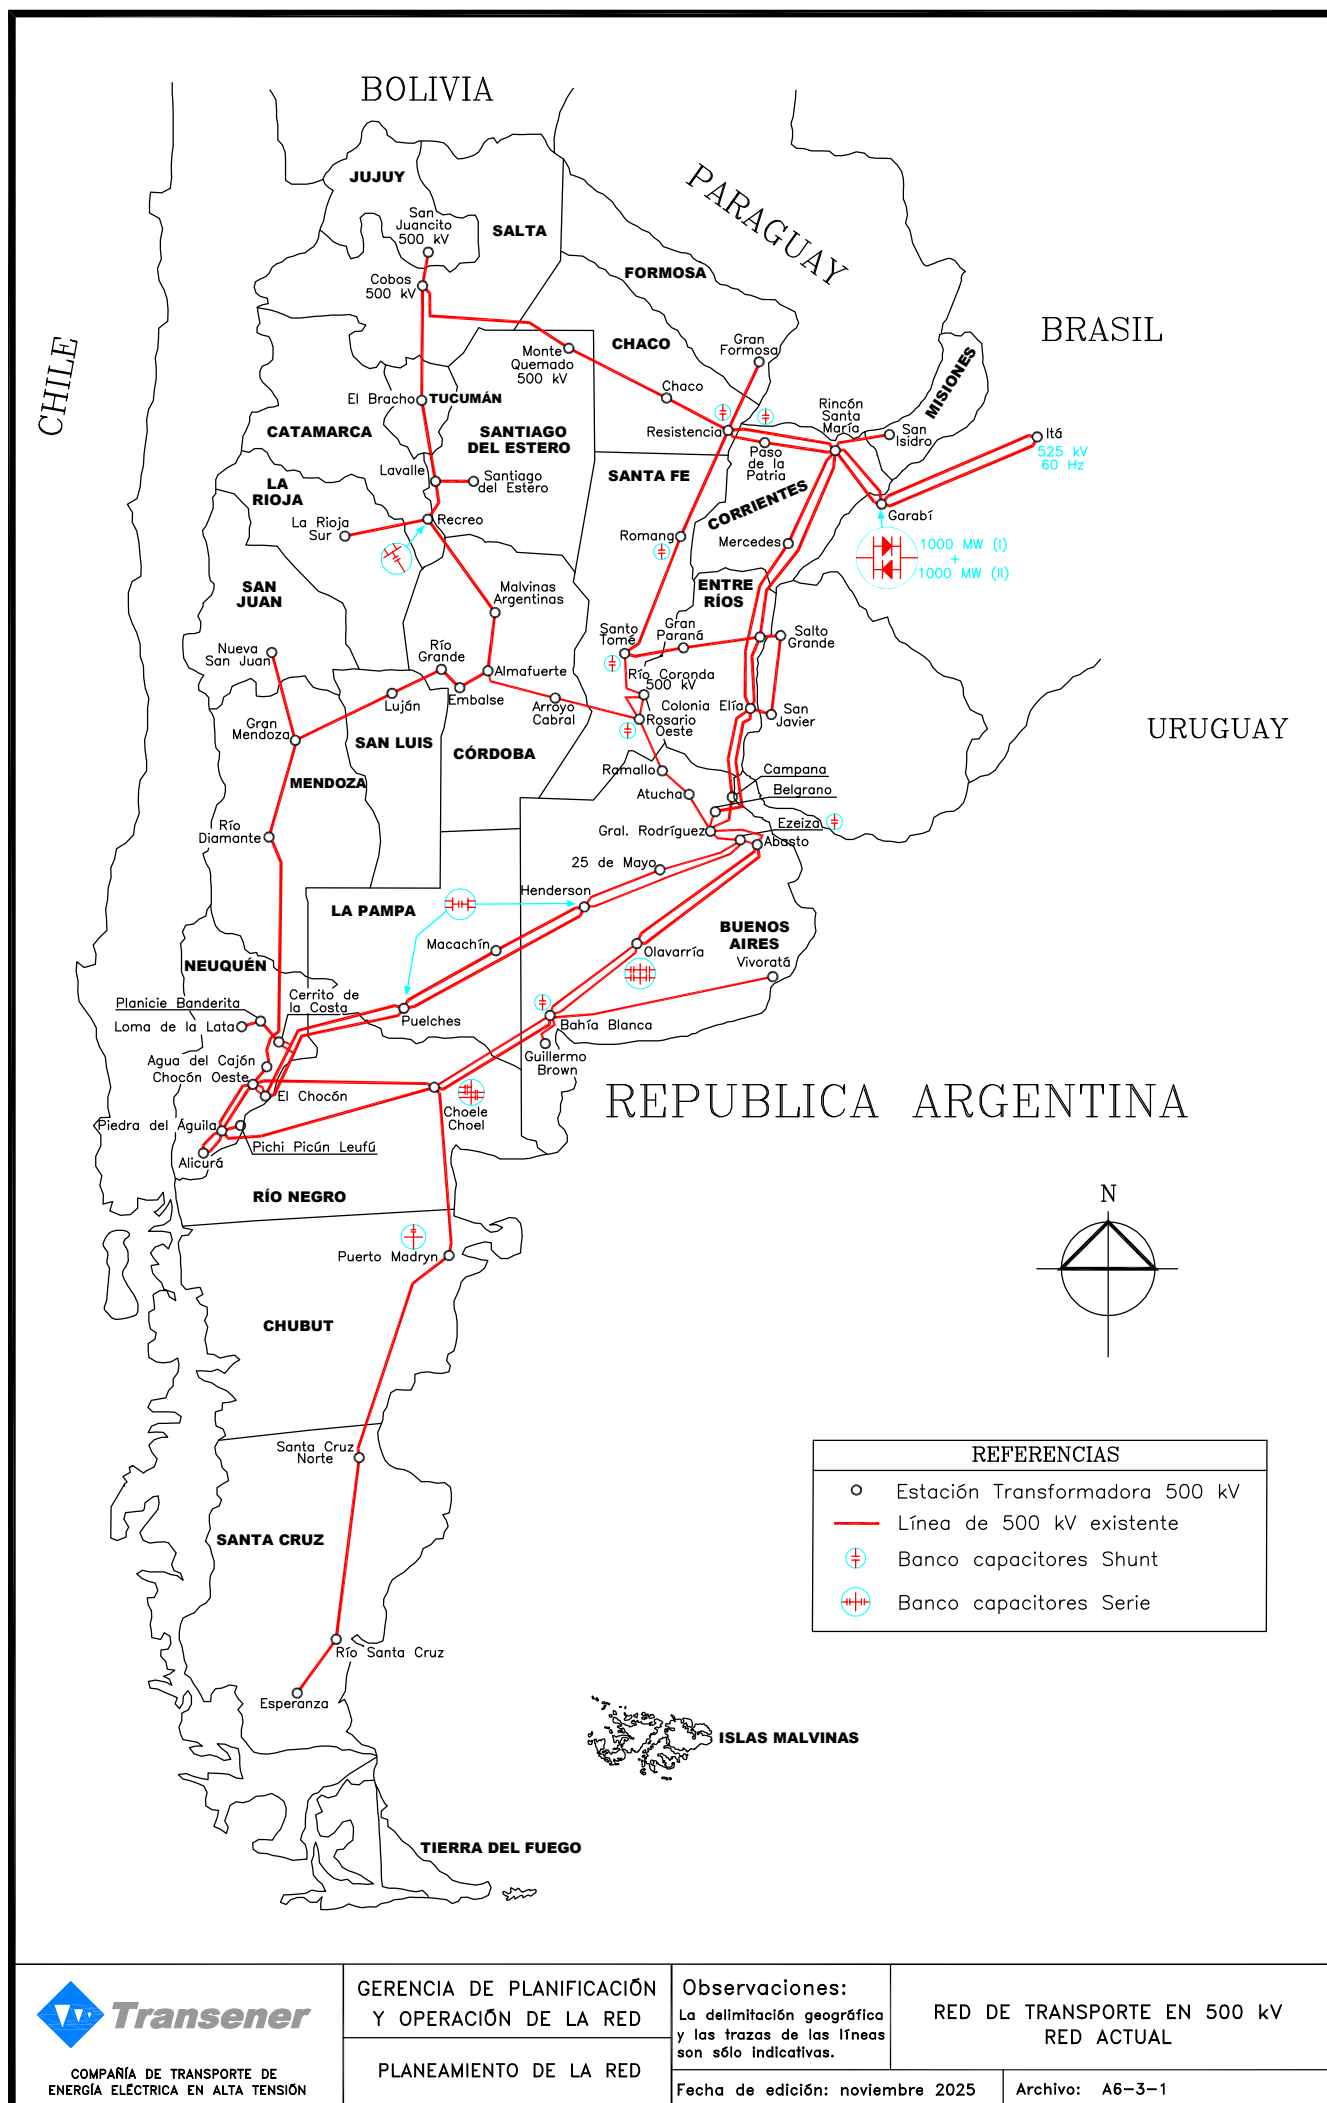 BOLIVIA
PARAGUAY
BRASIL
CHILE
URUGUAY
REPUBLICA ARGENTINA
JUJUY
San
Juancito
500 kV
SALTA
Cobos
500 kV
FORMOSA
CHACO
Gran
Formosa
Monte
Quemado
500 kV
Chaco
MISIONES
Rincón
Santa
María
San
Isidro
Itá
525 kV
60 Hz
El Bracho
TUCUMÁN
CATAMARCA
SANTIAGO
DEL ESTERO
Resistencia
Paso
de la
Patria
Lavalle
Santiago
del Estero
SANTA FE
CORRIENTES
LA
RIOJA
La Rioja
Sur
Recreo
Garabí
1000 MW (I)
+
1000 MW (II)
Romang
Mercedes
SAN
JUAN
Malvinas
Argentinas
ENTRE
RÍOS
Nueva
San Juan
Río
Grande
Almafuerte
Santo
Tomé
Gran
Paraná
Salto
Grande
Río Coronda
500 kV
Luján
Embalse
Arroyo
Cabral
Colonia
Elía
San
Javier
Rosario
Oeste
Gran
Mendoza
SAN LUIS
CÓRDOBA
MENDOZA
Ramallo
Campana
Atucha
Belgrano
Río
Diamante
Gral. Rodríguez
Ezeiza
Abasto
25 de Mayo
Henderson
LA PAMPA
BUENOS
AIRES
Macachín
Olavarría
Vivoratá
NEUQUÉN
Planicie Banderita
Cerrito de
la Costa
Loma de la Lata
Puelches
Bahía Blanca
Agua del Cajón
Chocón Oeste
Guillermo
Brown
El Chocón
Choele
Choel
Piedra del Águila
Pichi Picún Leufú
Alicurá
RÍO NEGRO
N
Puerto Madryn
CHUBUT
Santa Cruz
Norte
SANTA CRUZ
Río Santa Cruz
Esperanza
ISLAS MALVINAS
TIERRA DEL FUEGO
REFERENCIAS
Estación Transformadora 500 kV
Línea de 500 kV existente
Banco capacitores Shunt
Banco capacitores Serie
Transener
COMPAÑÍA DE TRANSPORTE DE
ENERGÍA ELÉCTRICA EN ALTA TENSIÓN
GERENCIA DE PLANIFICACIÓN
Y OPERACIÓN DE LA RED
PLANEAMIENTO DE LA RED
Observaciones:
La delimitación geográfica
y las trazas de las líneas
son sólo indicativas.
RED DE TRANSPORTE EN 500 kV
RED ACTUAL
Fecha de edición: noviembre 2025
Archivo: A6-3-1